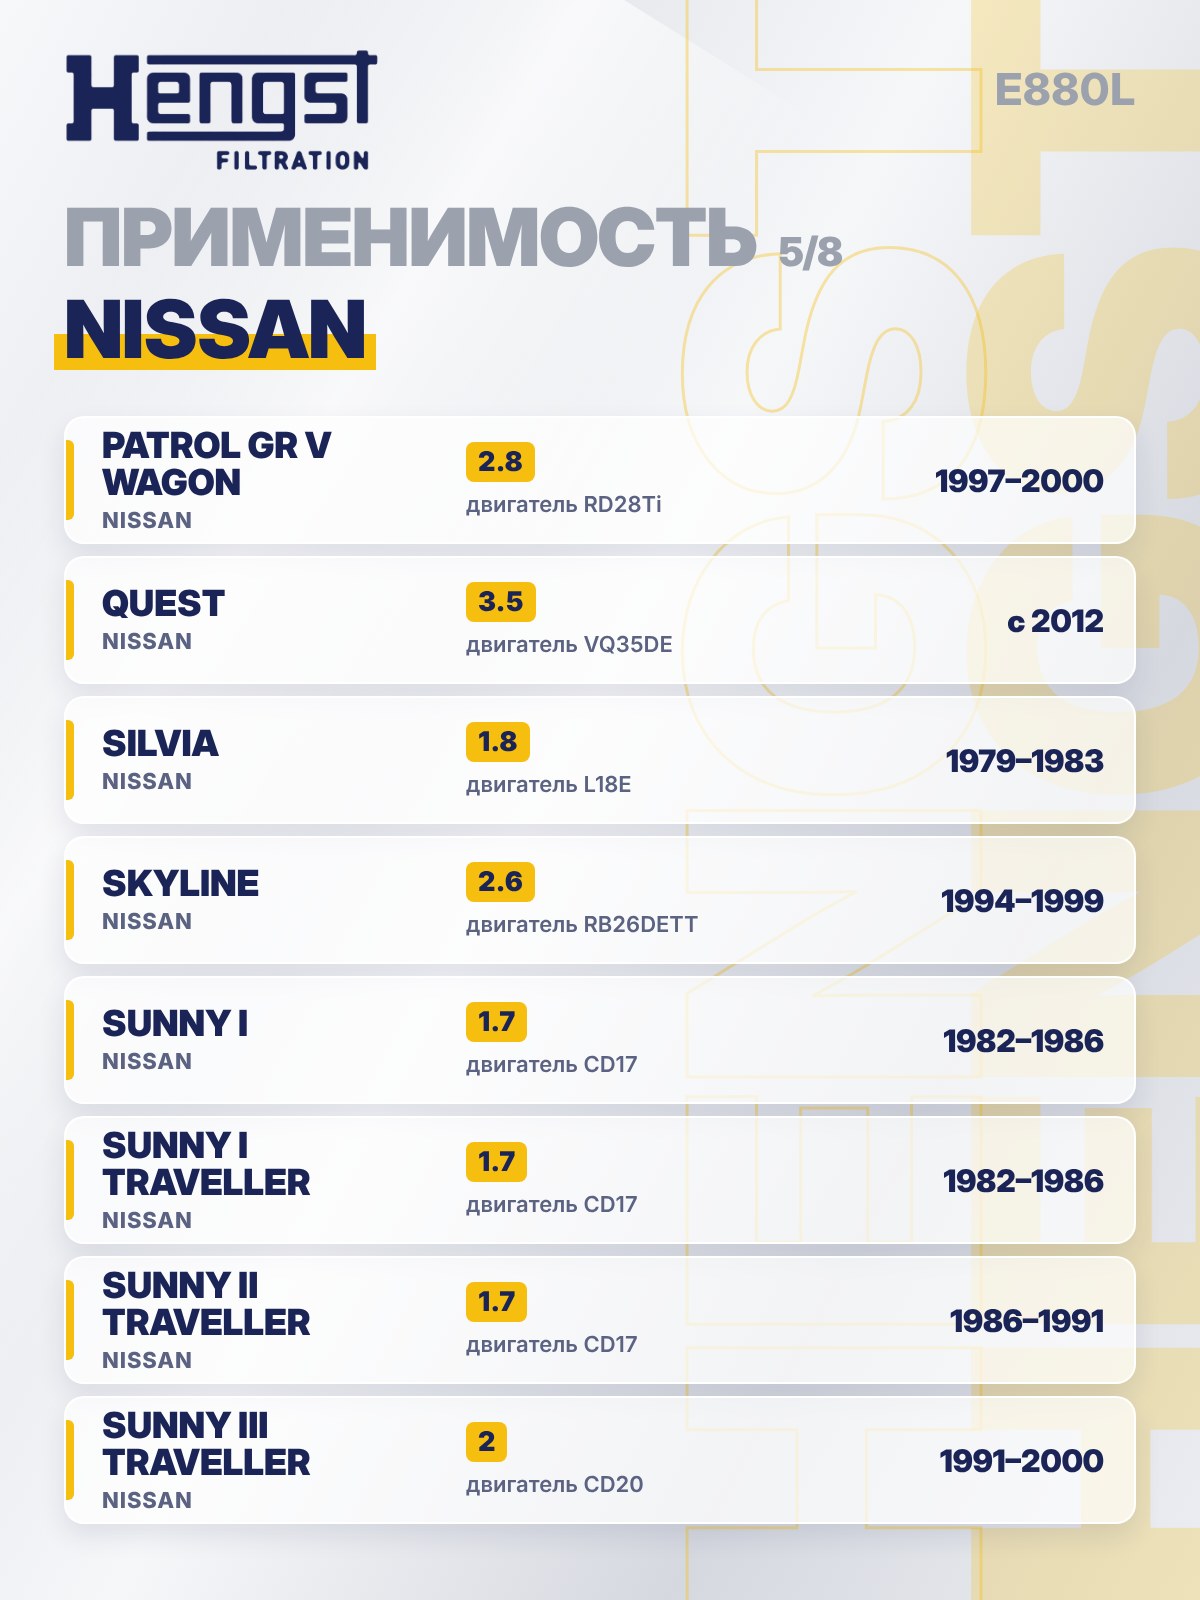 Hengst
FILTRATION
E880L
ПРИМЕНИМОСТЬ 5/8
NISSAN
PATROL GR V
WAGON
NISSAN
2.8
двигатель RD28Ti
1997–2000
QUEST
NISSAN
3.5
двигатель VQ35DE
с 2012
SILVIA
NISSAN
1.8
двигатель L18E
1979–1983
SKYLINE
NISSAN
2.6
двигатель RB26DETT
1994–1999
SUNNY I
NISSAN
1.7
двигатель CD17
1982–1986
SUNNY I
TRAVELLER
NISSAN
1.7
двигатель CD17
1982–1986
SUNNY II
TRAVELLER
NISSAN
1.7
двигатель CD17
1986–1991
SUNNY III
TRAVELLER
NISSAN
2
двигатель CD20
1991–2000
HENGST
HENGST